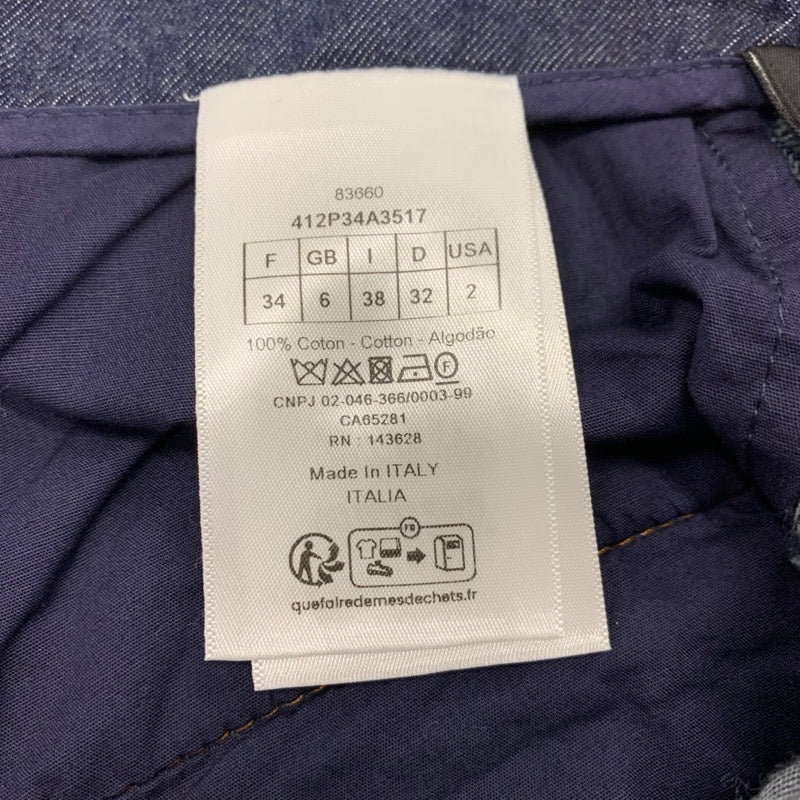 83660
412P34A3517
F GB I D USA
34 6 38 32 2
100% Coton - Cotton - Algodão
F
CNPJ 02-046-366/0003-99
CA65281
RN : 143628
Made In ITALY
ITALIA
FR
quefairedemesdechets.fr